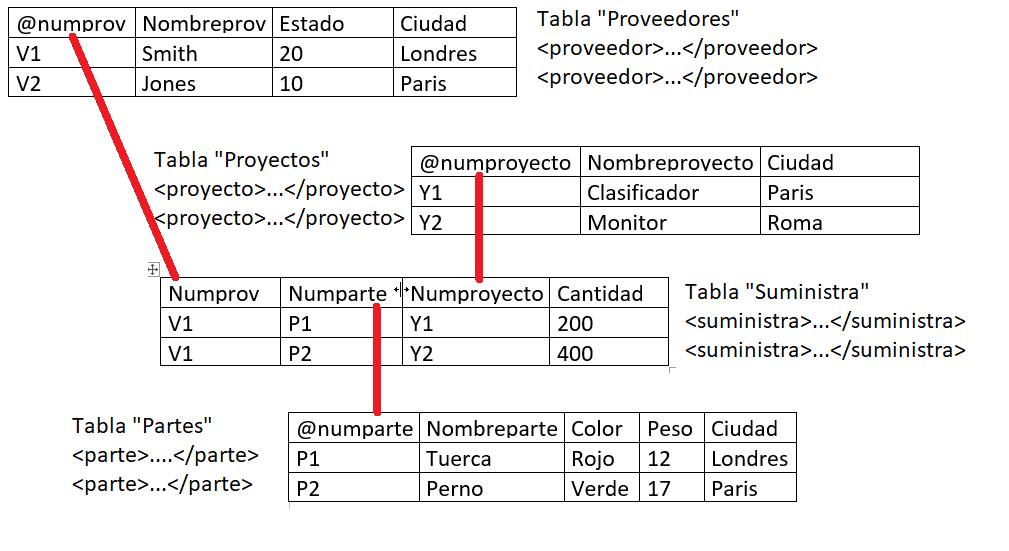 @numprov Nombreprov Estado Ciudad
V1 Smith 20 Londres
V2 Jones 10 Paris
Tabla "Proveedores"
<proveedor>...</proveedor>
<proveedor>...</proveedor>
Tabla "Proyectos"
<proyecto>...</proyecto>
<proyecto>...</proyecto>
@numproyecto Nombreproyecto Ciudad
Y1 Clasificador Paris
Y2 Monitor Roma
Numprov Numparte Numproyecto Cantidad
V1 P1 Y1 200
V1 P2 Y2 400
Tabla "Suministra"
<suministra>...</suministra>
<suministra>...</suministra>
Tabla "Partes"
<parte>....</parte>
<parte>...</parte>
@numparte Nombreparte Color Peso Ciudad
P1 Tuerca Rojo 12 Londres
P2 Perno Verde 17 Paris